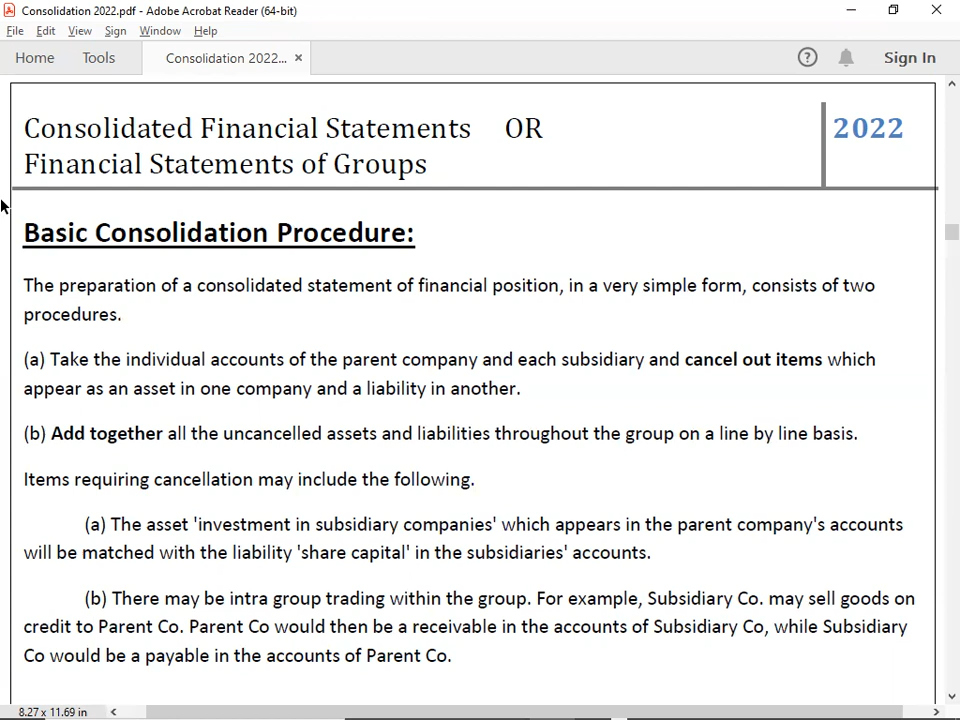 Consolidation 2022.pdf - Adobe Acrobat Reader (64-bit)
File Edit View Sign Window Help
Home Tools Consolidation 2022... × ? Sign In
Consolidated Financial Statements OR 2022
Financial Statements of Groups
Basic Consolidation Procedure:
The preparation of a consolidated statement of financial position, in a very simple form, consists of two
procedures.
(a) Take the individual accounts of the parent company and each subsidiary and cancel out items which
appear as an asset in one company and a liability in another.
(b) Add together all the uncancelled assets and liabilities throughout the group on a line by line basis.
Items requiring cancellation may include the following.
(a) The asset 'investment in subsidiary companies' which appears in the parent company's accounts
will be matched with the liability 'share capital' in the subsidiaries' accounts.
(b) There may be intra group trading within the group. For example, Subsidiary Co. may sell goods on
credit to Parent Co. Parent Co would then be a receivable in the accounts of Subsidiary Co, while Subsidiary
Co would be a payable in the accounts of Parent Co.
8.27 x 11.69 in